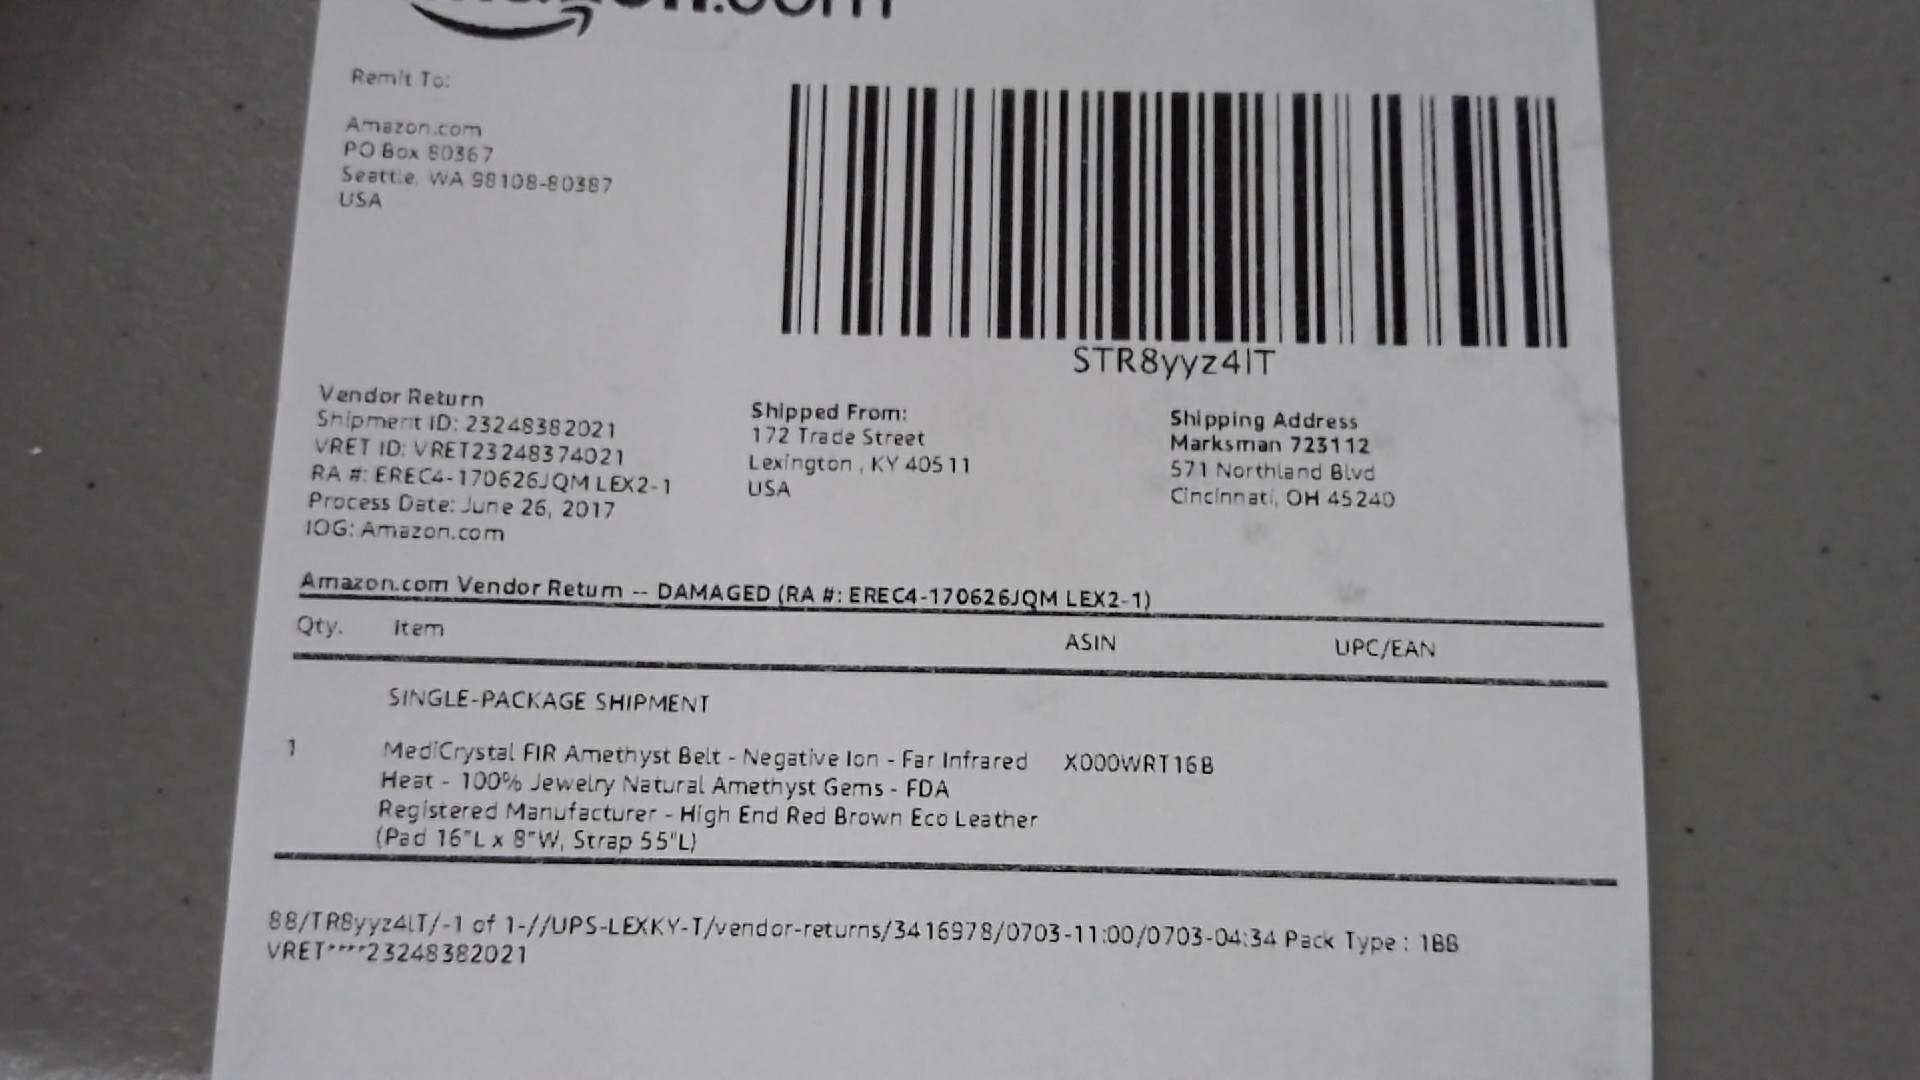 amazon.com
Remit To:
Amazon.com
PO Box 80367
Seattle, WA 98108-80387
USA
STR8yyz4lT
Vendor Return
Shipment ID: 23248382021
VRET ID: VRET23248374021
RA #: EREC4-170626JQM LEX2-1
Process Date: June 26, 2017
IOG: Amazon.com
Shipped From:
172 Trade Street
Lexington , KY 40511
USA
Shipping Address
Marksman 723112
571 Northland Blvd
Cincinnati, OH 45240
Amazon.com Vendor Return -- DAMAGED (RA #: EREC4-170626JQM LEX2-1)
Qty. Item ASIN UPC/EAN
SINGLE-PACKAGE SHIPMENT
1 MediCrystal FIR Amethyst Belt - Negative Ion - Far Infrared X000WRT16B
Heat - 100% Jewelry Natural Amethyst Gems - FDA
Registered Manufacturer - High End Red Brown Eco Leather
(Pad 16"L x 8"W, Strap 55"L)
88/TR8yyz4lT/-1 of 1-//UPS-LEXKY-T/vendor-returns/3416978/0703-11:00/0703-04:34 Pack Type : 1BB
VRET****23248382021